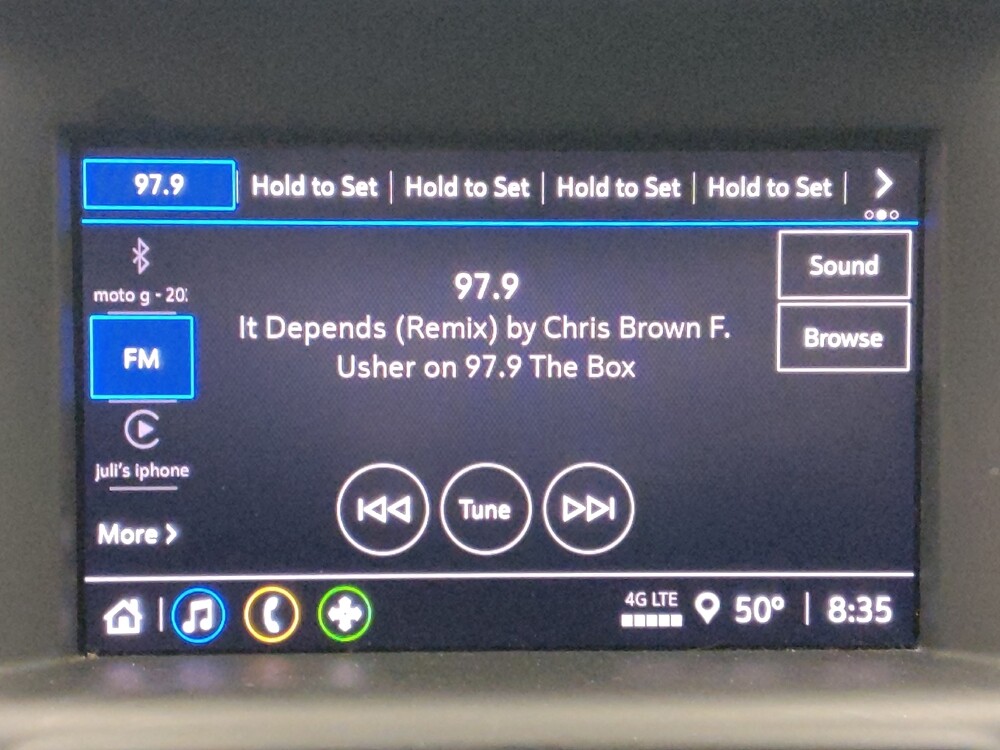 97.9 Hold to Set Hold to Set Hold to Set Hold to Set
moto g - 20
FM
juli's iphone
More
97.9
It Depends (Remix) by Chris Brown F.
Usher on 97.9 The Box
Sound
Browse
Tune
4G LTE 50° 8:35